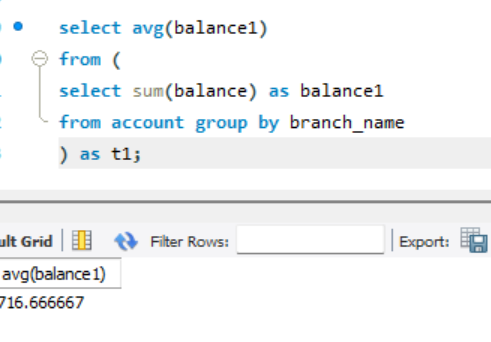 select avg(balance1)
from (
select sum(balance) as balance1
from account group by branch_name
) as t1;
Grid Filter Rows: Export:
avg(balance1)
716.666667